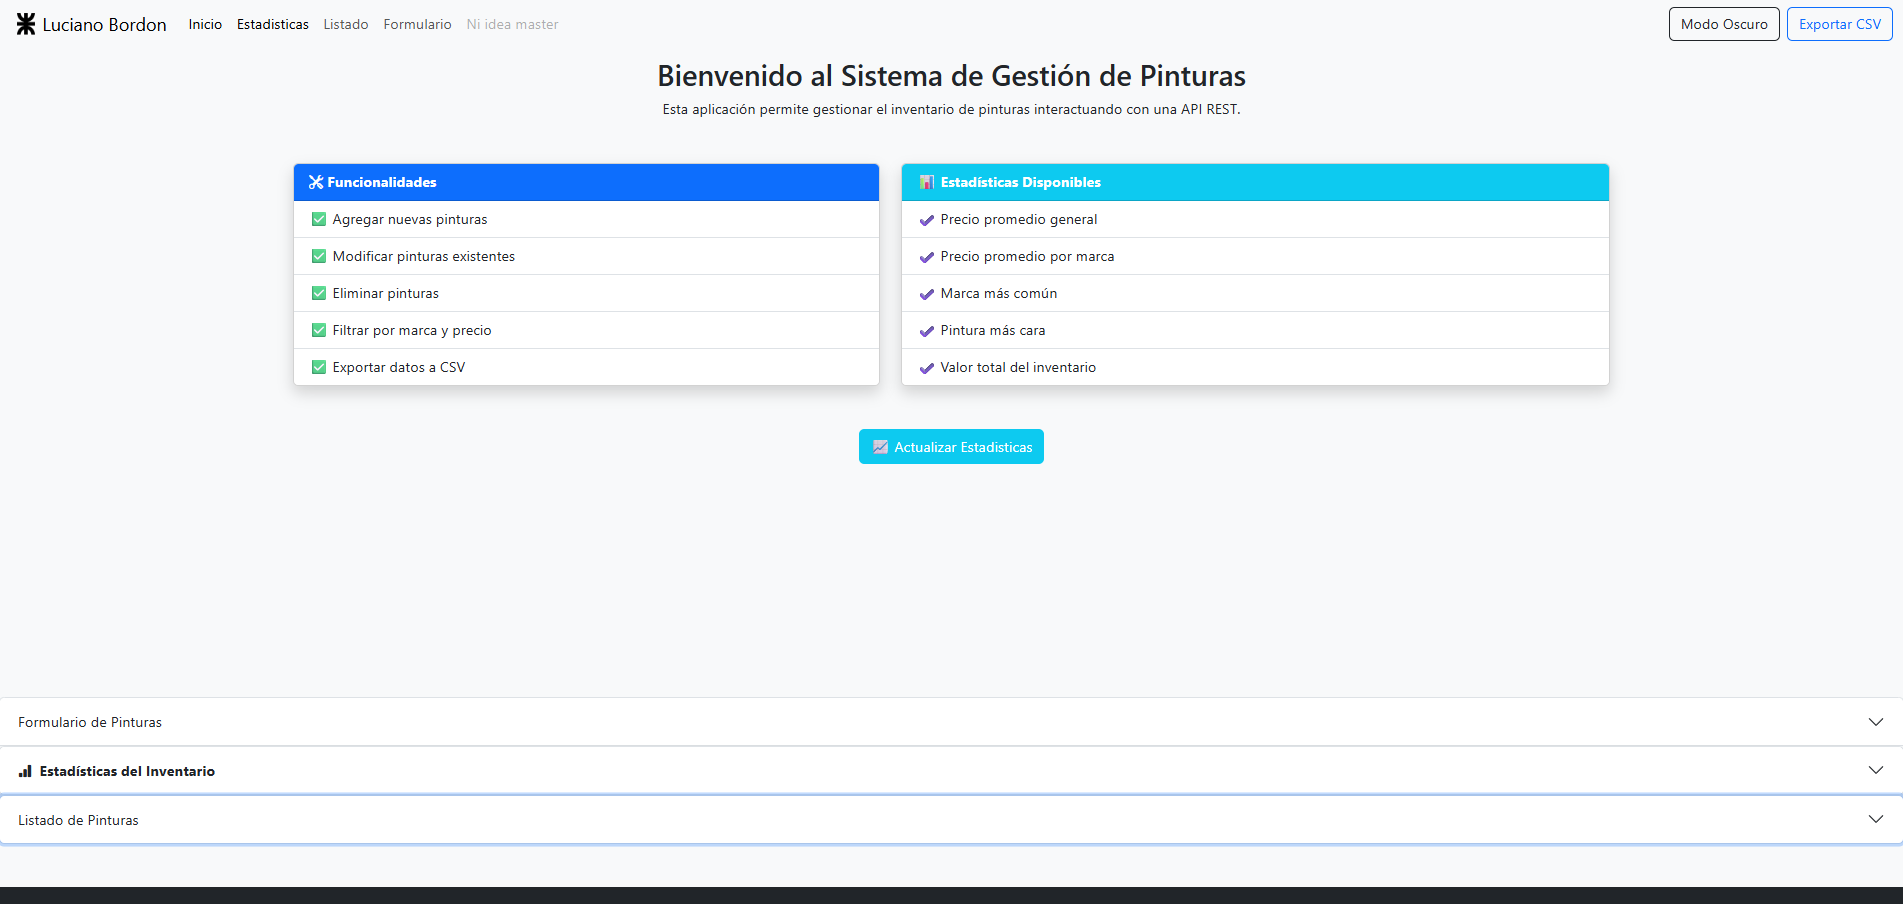 Luciano Bordon Inicio Estadisticas Listado Formulario Ni idea master Modo Oscuro Exportar CSV
Bienvenido al Sistema de Gestión de Pinturas
Esta aplicación permite gestionar el inventario de pinturas interactuando con una API REST.
Funcionalidades
Agregar nuevas pinturas
Modificar pinturas existentes
Eliminar pinturas
Filtrar por marca y precio
Exportar datos a CSV
Estadísticas Disponibles
Precio promedio general
Precio promedio por marca
Marca más común
Pintura más cara
Valor total del inventario
Actualizar Estadisticas
Formulario de Pinturas
Estadísticas del Inventario
Listado de Pinturas